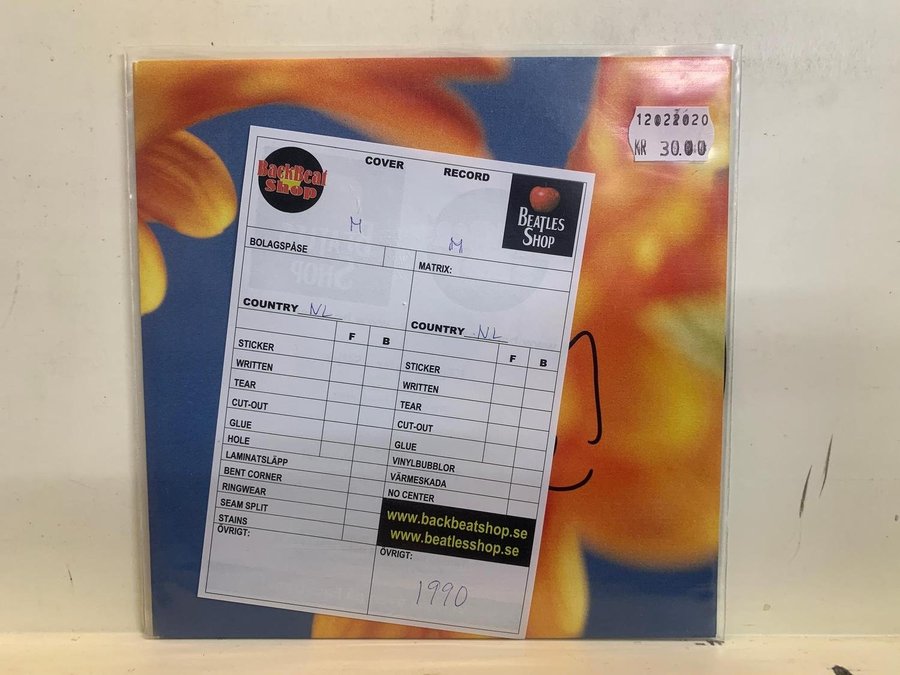 12022020
KR 30.00
COVER
RECORD
BackBeat
Shop
BEATLES
SHOP
M
M
BOLAGSPÅSE
MATRIX:
COUNTRY NL
COUNTRY NL
F B
F B
STICKER
WRITTEN
TEAR
CUT-OUT
GLUE
HOLE
LAMINATSLÄPP
BENT CORNER
RINGWEAR
SEAM SPLIT
STAINS
ÖVRIGT:
STICKER
WRITTEN
TEAR
CUT-OUT
GLUE
VINYLBUBBLOR
VÄRMESKADA
NO CENTER
www.backbeatshop.se
www.beatlesshop.se
ÖVRIGT:
1990